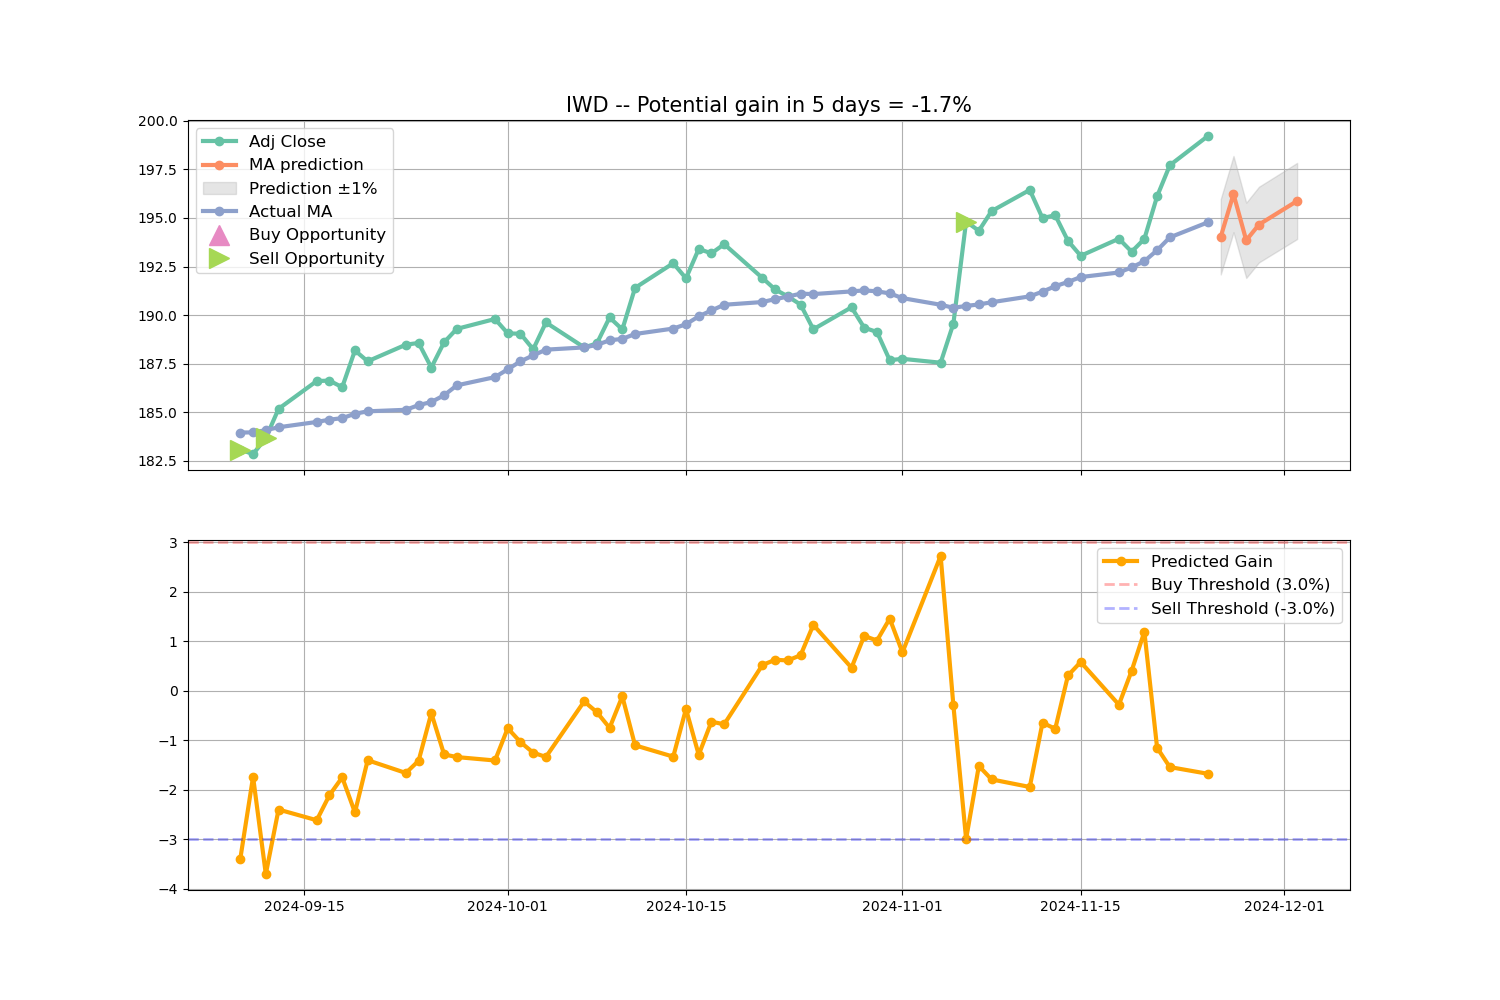 IWD -- Potential gain in 5 days = -1.7%
200.0
197.5
195.0
192.5
190.0
187.5
185.0
182.5
Adj Close
MA prediction
Prediction ±1%
Actual MA
Buy Opportunity
Sell Opportunity
3
2
1
0
−1
−2
−3
−4
Predicted Gain
Buy Threshold (3.0%)
Sell Threshold (-3.0%)
2024-09-15
2024-10-01
2024-10-15
2024-11-01
2024-11-15
2024-12-01